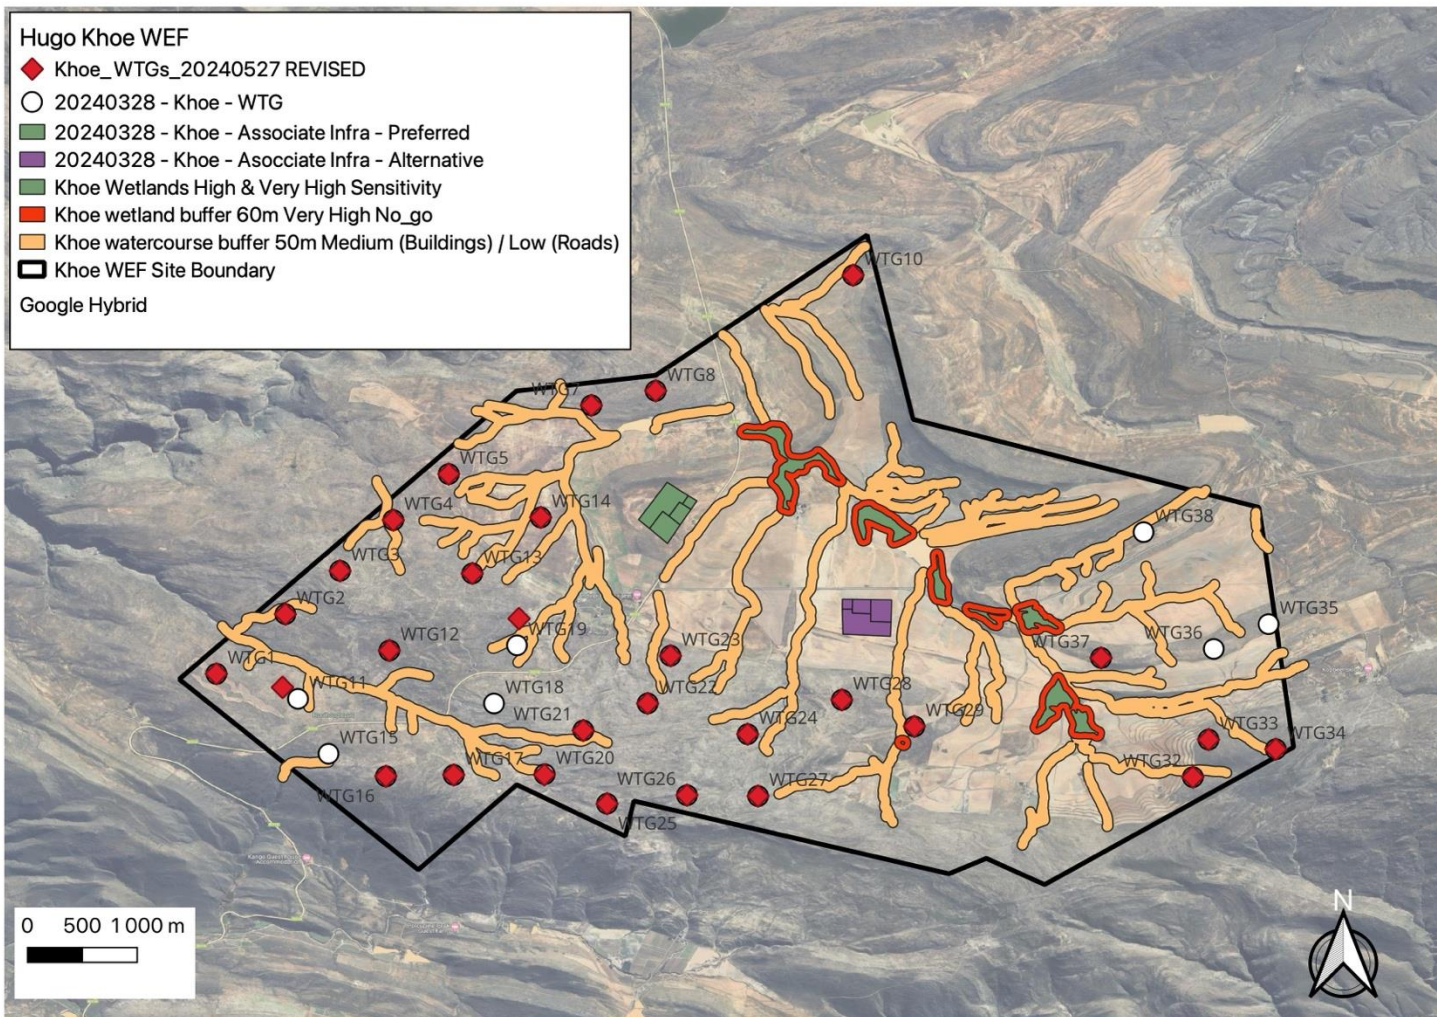 Hugo Khoe WEF
Khoe_WTGs_20240527 REVISED
20240328 - Khoe - WTG
20240328 - Khoe - Associate Infra - Preferred
20240328 - Khoe - Asocciate Infra - Alternative
Khoe Wetlands High & Very High Sensitivity
Khoe wetland buffer 60m Very High No_go
Khoe watercourse buffer 50m Medium (Buildings) / Low (Roads)
Khoe WEF Site Boundary
Google Hybrid
WTG10
WTG8
WTG7
WTG5
WTG4
WTG14
WTG38
WTG3
WTG13
WTG2
WTG35
WTG12
WTG19
WTG23
WTG37
WTG36
WTG1
WTG11
WTG18
WTG22
WTG28
WTG21
WTG24
WTG29
WTG33
WTG34
WTG15
WTG17
WTG20
WTG32
WTG16
WTG26
WTG27
WTG25
0 500 1 000 m
N